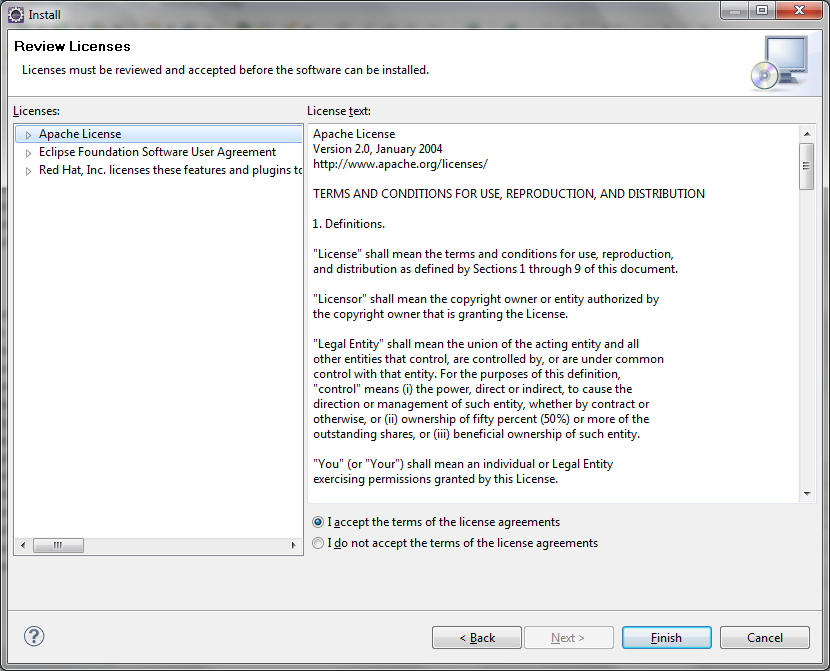 Install
Review Licenses
Licenses must be reviewed and accepted before the software can be installed.
Licenses:
Apache License
Eclipse Foundation Software User Agreement
Red Hat, Inc. licenses these features and plugins to
License text:
Apache License
Version 2.0, January 2004
http://www.apache.org/licenses/
TERMS AND CONDITIONS FOR USE, REPRODUCTION, AND DISTRIBUTION
1. Definitions.
"License" shall mean the terms and conditions for use, reproduction,
and distribution as defined by Sections 1 through 9 of this document.
"Licensor" shall mean the copyright owner or entity authorized by
the copyright owner that is granting the License.
"Legal Entity" shall mean the union of the acting entity and all
other entities that control, are controlled by, or are under common
control with that entity. For the purposes of this definition,
"control" means (i) the power, direct or indirect, to cause the
direction or management of such entity, whether by contract or
otherwise, or (ii) ownership of fifty percent (50%) or more of the
outstanding shares, or (iii) beneficial ownership of such entity.
"You" (or "Your") shall mean an individual or Legal Entity
exercising permissions granted by this License.
I accept the terms of the license agreements
I do not accept the terms of the license agreements
?
< Back
Next >
Finish
Cancel